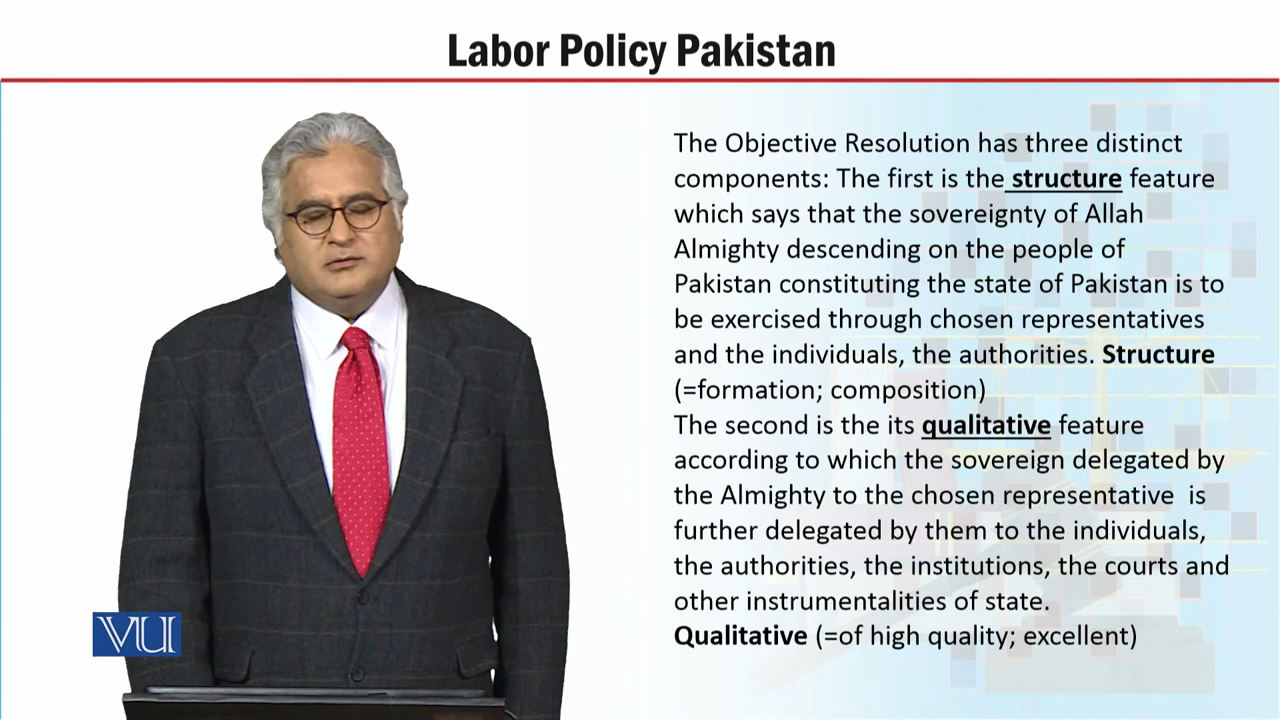 Labor Policy Pakistan
The Objective Resolution has three distinct
components: The first is the structure feature
which says that the sovereignty of Allah
Almighty descending on the people of
Pakistan constituting the state of Pakistan is to
be exercised through chosen representatives
and the individuals, the authorities. Structure
(=formation; composition)
The second is the its qualitative feature
according to which the sovereign delegated by
the Almighty to the chosen representative  is
further delegated by them to the individuals,
the authorities, the institutions, the courts and
other instrumentalities of state.
Qualitative (=of high quality; excellent)
VU